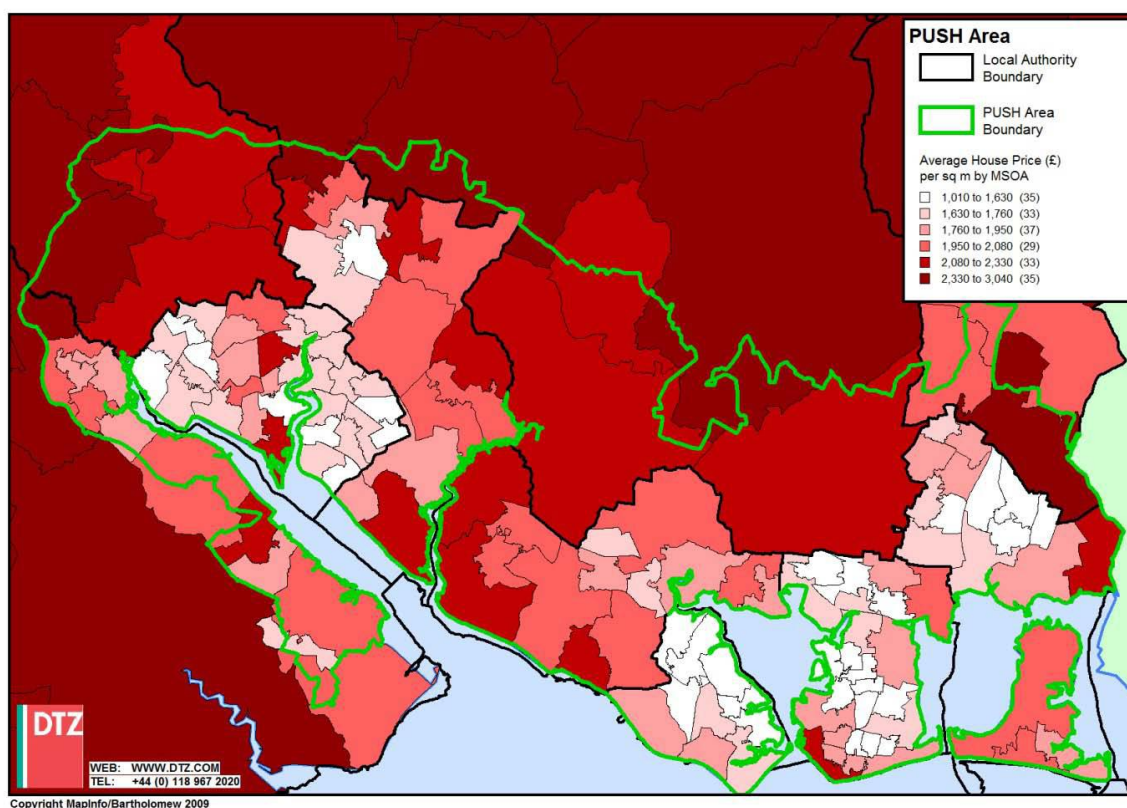 PUSH Area
Local Authority
Boundary
PUSH Area
Boundary
Average House Price (£)
per sq m by MSOA
1,010 to 1,630 (35)
1,630 to 1,760 (33)
1,760 to 1,950 (37)
1,950 to 2,080 (29)
2,080 to 2,330 (33)
2,330 to 3,040 (35)
DTZ
WEB: WWW.DTZ.COM
TEL: +44 (0) 118 967 2020
Copyright MapInfo/Bartholomew 2009